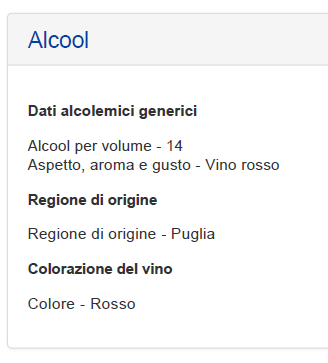 Alcool
Dati alcolemici generici
Alcool per volume - 14
Aspetto, aroma e gusto - Vino rosso
Regione di origine
Regione di origine - Puglia
Colorazione del vino
Colore - Rosso